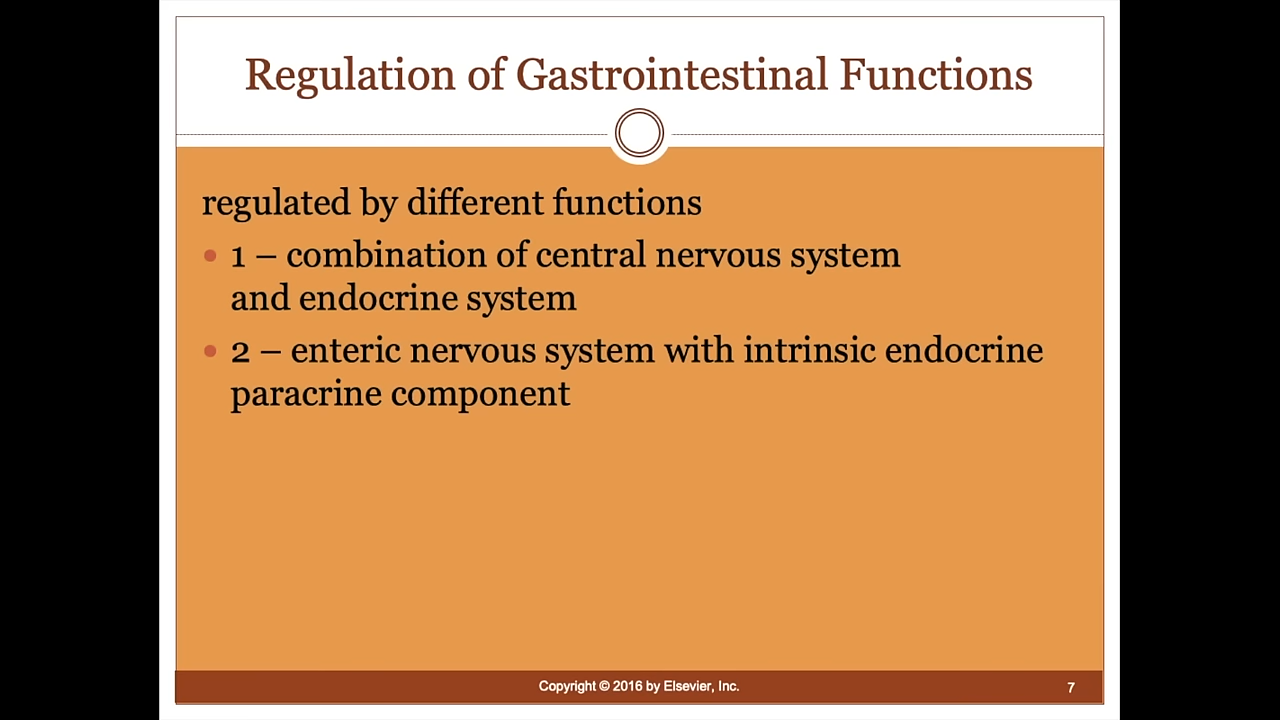 Regulation of Gastrointestinal Functions
regulated by different functions
• 1 – combination of central nervous system
and endocrine system
• 2 – enteric nervous system with intrinsic endocrine
paracrine component
Copyright © 2016 by Elsevier, Inc.
7